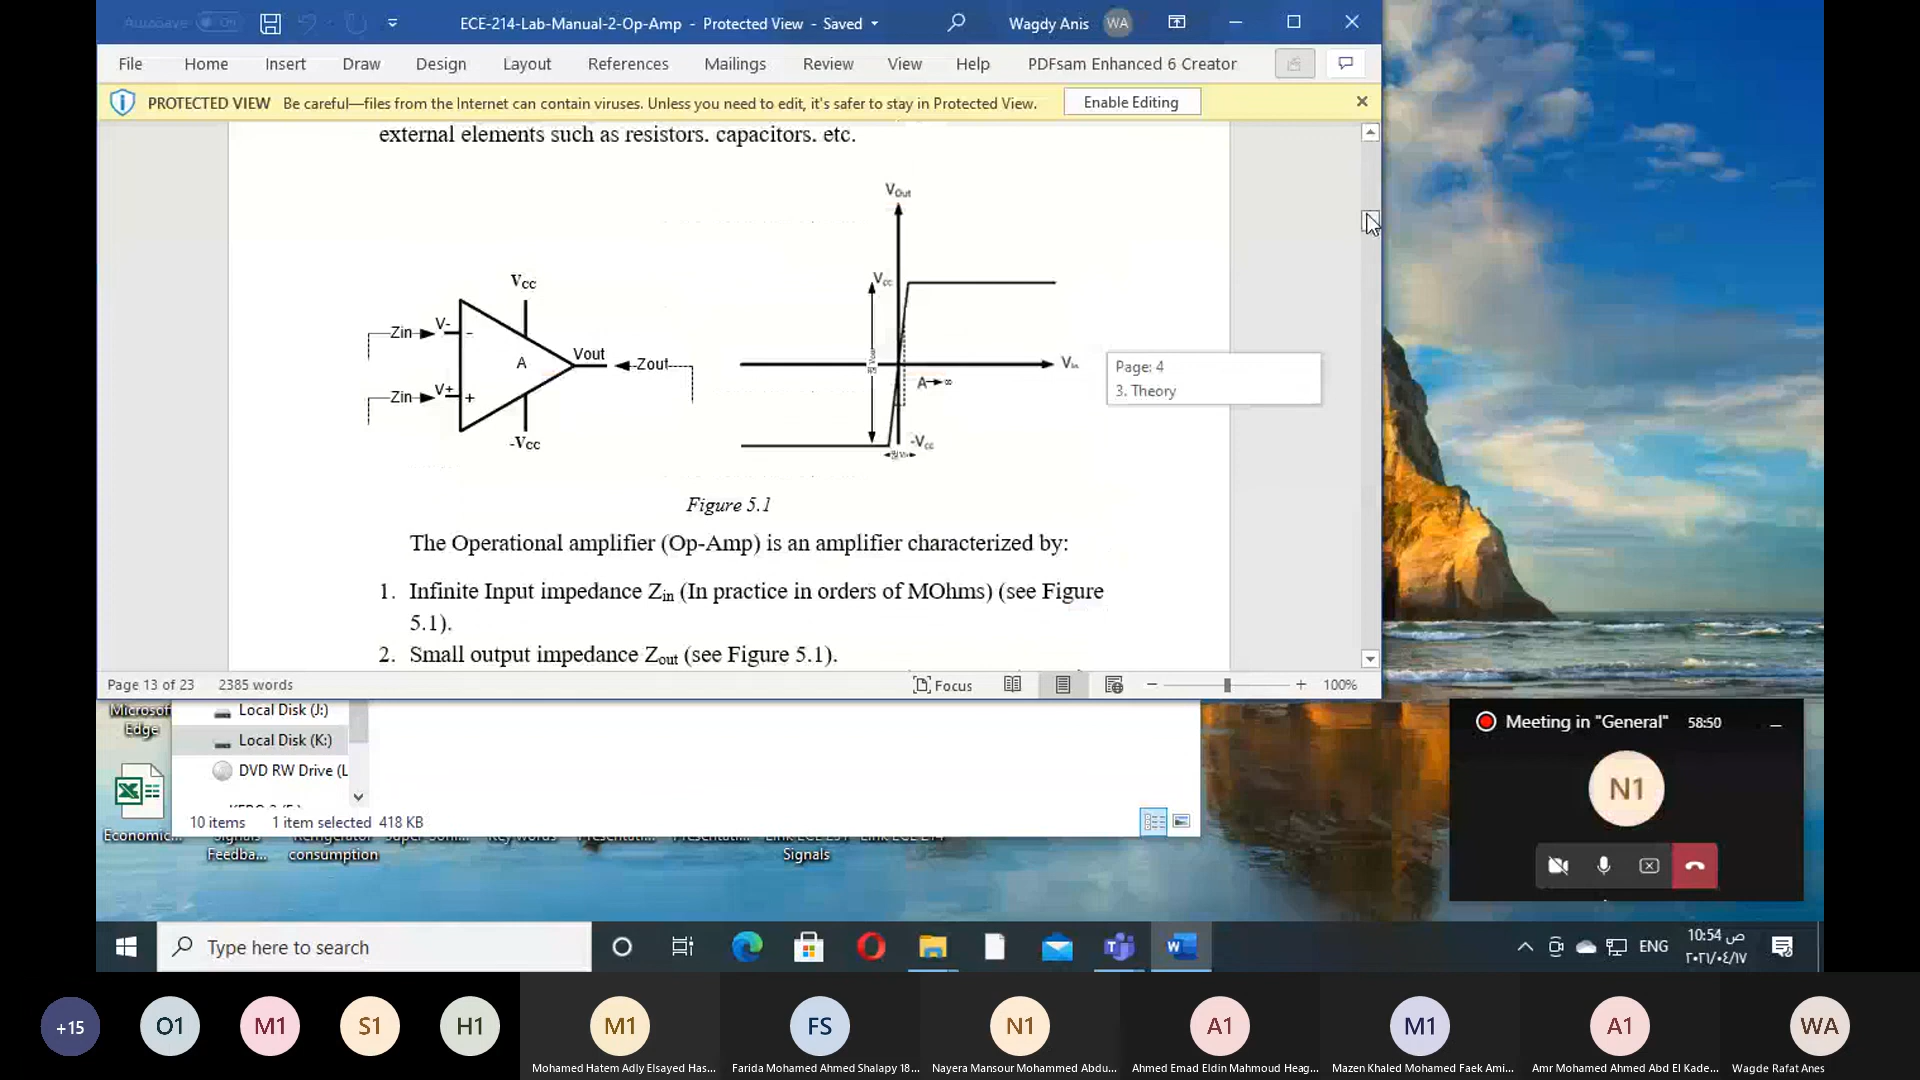 AutoSave Off
ECE-214-Lab-Manual-2-Op-Amp - Protected View - Saved
Wagdy Anis WA
File Home Insert Draw Design Layout References Mailings Review View Help PDFsam Enhanced 6 Creator
PROTECTED VIEW Be careful—files from the Internet can contain viruses. Unless you need to edit, it's safer to stay in Protected View. Enable Editing
external elements such as resistors. capacitors. etc.
VOut
Vcc
Vcc
Zin V- -
A Vout Zout
Zin V+ +
-Vcc
Vin
A ∞
-Vcc
Page: 4
3. Theory
Figure 5.1
The Operational amplifier (Op-Amp) is an amplifier characterized by:
1. Infinite Input impedance Zin (In practice in orders of MOhms) (see Figure
5.1).
2. Small output impedance Zout (see Figure 5.1).
Page 13 of 23 2385 words Focus 100%
Microsof
Edge
Local Disk (J:)
Local Disk (K:)
DVD RW Drive (L
10 items 1 item selected 418 KB
Economic...
Feedba...
consumption
Signals
Meeting in "General" 58:50
N1
Type here to search
ENG
10:54 ص
٢٠٢١/٠٤/١٧
+15 O1 M1 S1 H1 M1 FS N1 A1 M1 A1 WA
Mohamed Hatem Adly Elsayed Has...
Farida Mohamed Ahmed Shalapy 18...
Nayera Mansour Mohammed Abdu...
Ahmed Emad Eldin Mahmoud Heag...
Mazen Khaled Mohamed Faek Ami...
Amr Mohamed Ahmed Abd El Kade...
Wagde Rafat Anes